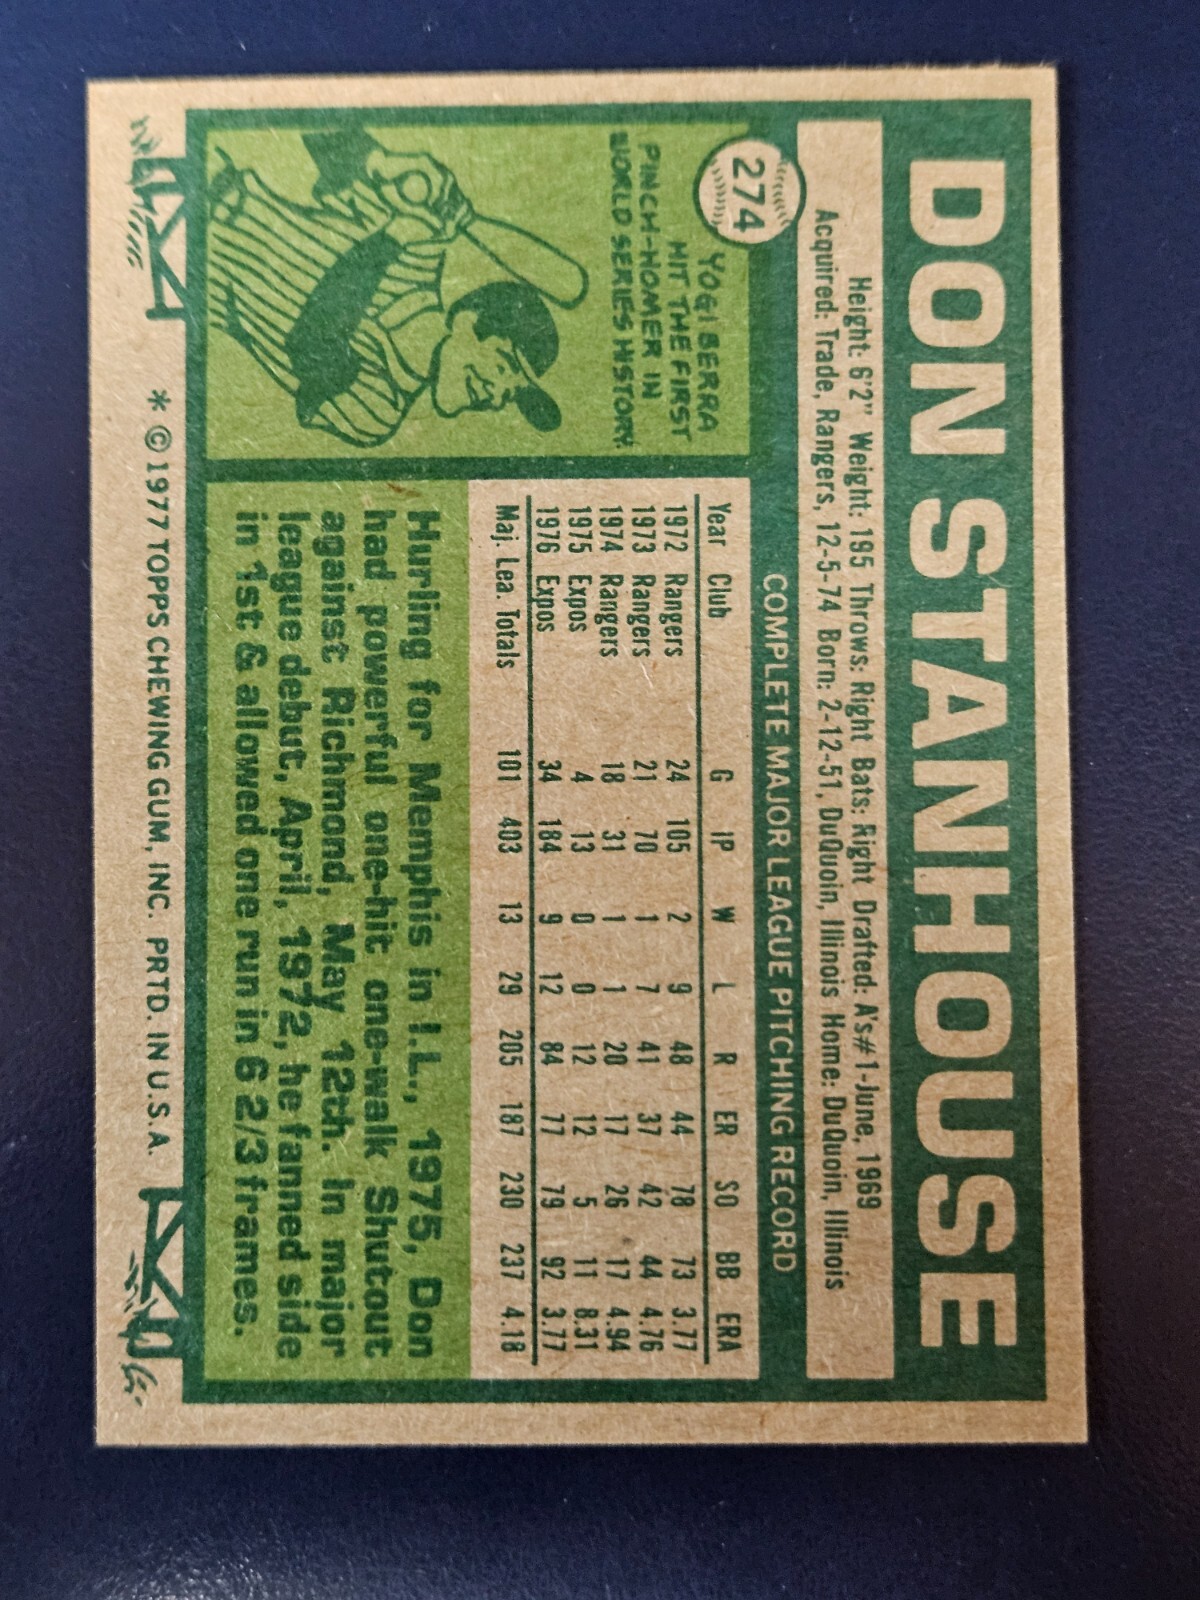 DON STANHOUSE
Height: 6'2" Weight: 195 Throws: Right Bats: Right Drafted: A's#1-June, 1969
Acquired: Trade, Rangers, 12-5-74 Born: 2-12-51, DuQuoin, Illinois Home: DuQuoin, Illinois
274
COMPLETE MAJOR LEAGUE PITCHING RECORD
YOGI BERRA
HIT THE FIRST
PINCH-HOMER IN
WORLD SERIES HISTORY.
Year Club G IP W L R ER SO BB ERA
1972 Rangers 24 105 2 9 48 44 78 73 3.77
1973 Rangers 21 70 1 7 41 37 42 44 4.76
1974 Rangers 18 31 1 1 20 17 26 17 4.94
1975 Expos 4 13 0 0 12 12 5 11 8.31
1976 Expos 34 184 9 12 84 77 79 92 3.77
Maj. Lea. Totals 101 403 13 29 205 187 230 237 4.18
Hurling for Memphis in I.L., 1975, Don
had powerful one-hit one-walk Shutout
against Richmond, May 12th. In major
league debut, April, 1972, he fanned side
in 1st & allowed one run in 6 2/3 frames.
* © 1977 TOPPS CHEWING GUM, INC. PRTD. IN U.S.A.